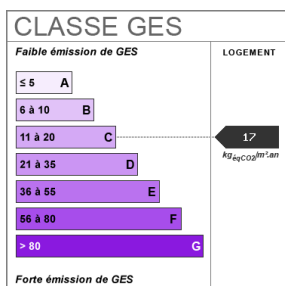 CLASSE GES
Faible émission de GES
LOGEMENT
≤ 5 A
6 à 10 B
11 à 20 C
17
kgéqCO2/m².an
21 à 35 D
36 à 55 E
56 à 80 F
> 80 G
Forte émission de GES